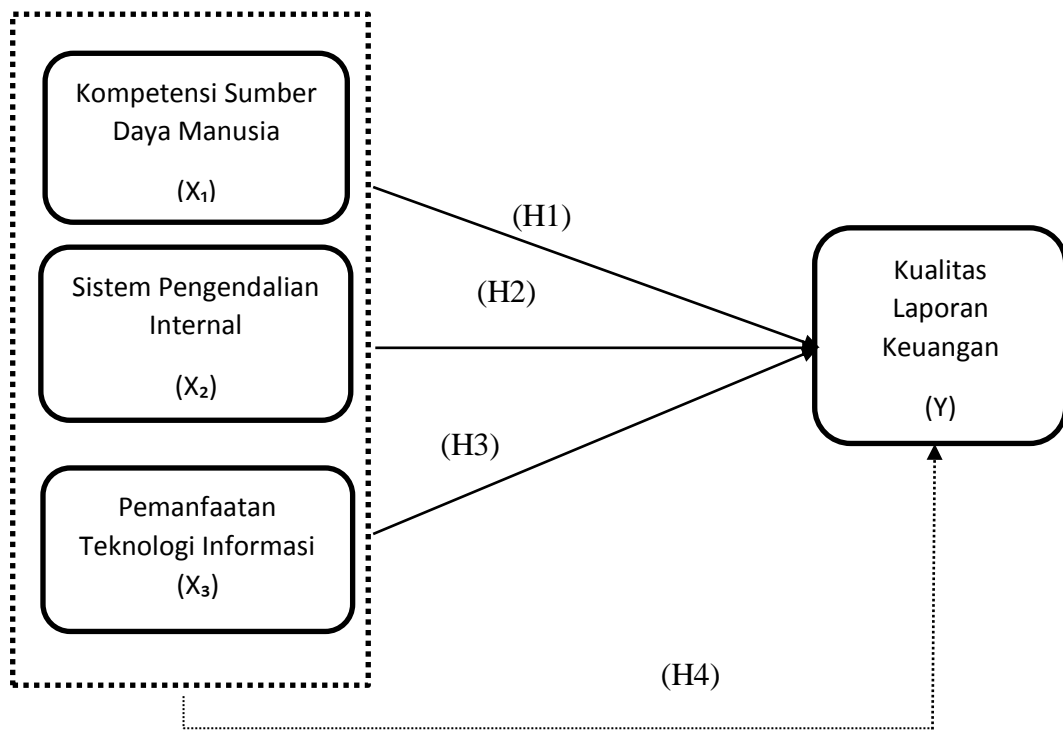 Kompetensi Sumber
Daya Manusia
(X₁)
Sistem Pengendalian
Internal
(X₂)
Pemanfaatan
Teknologi Informasi
(X₃)
(H1)
(H2)
(H3)
(H4)
Kualitas
Laporan
Keuangan
(Y)